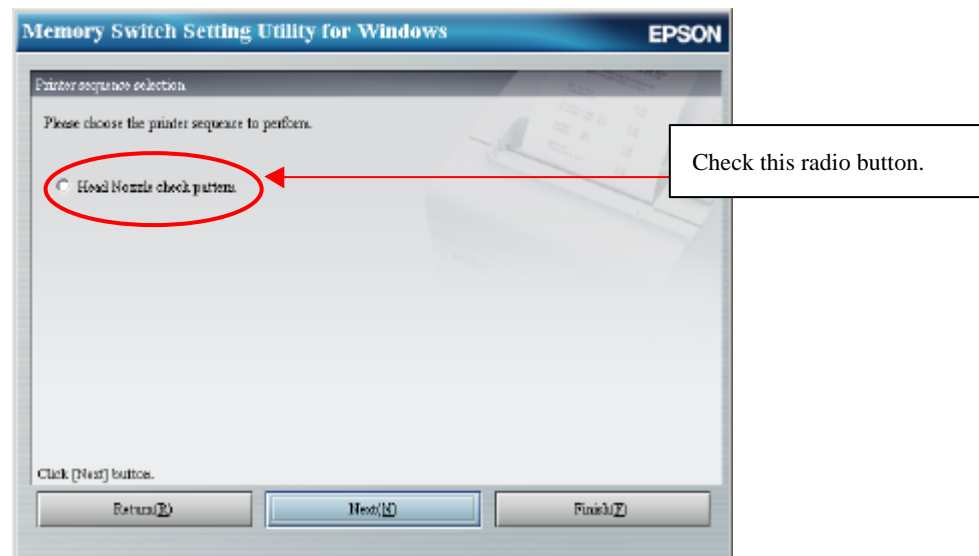 Memory Switch Setting Utility for Windows
EPSON
Printer sequence selection
Please choose the printer sequence to perform.
Check this radio button.
Head Nozzle check pattern.
Click [Next] button.
Return(R)
Next(N)
Finish(F)